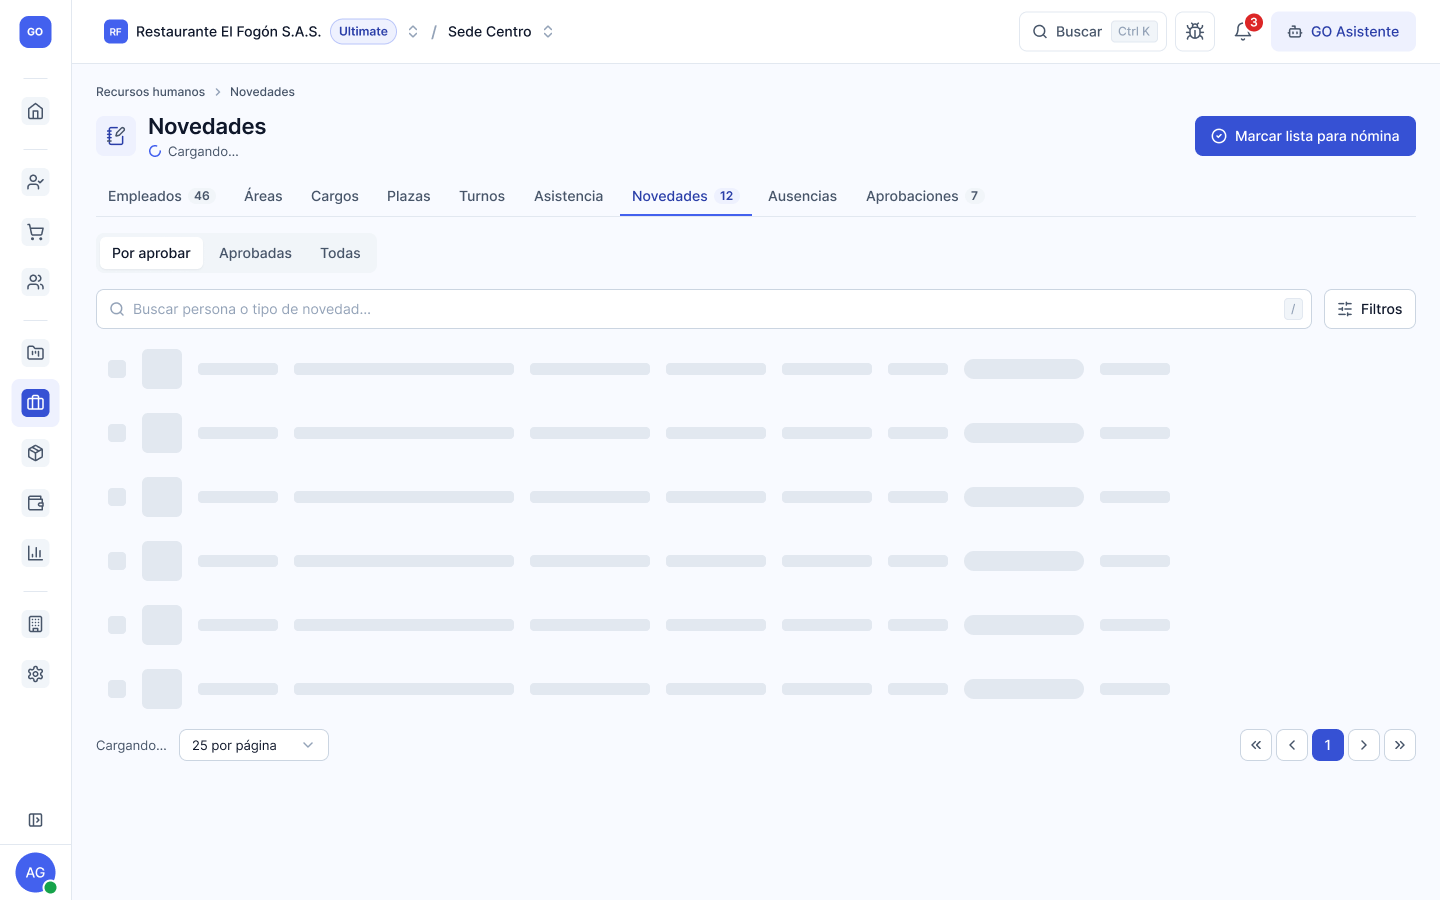 GO
RF Restaurante El Fogón S.A.S. Ultimate / Sede Centro
Buscar Ctrl K
3
GO Asistente
Recursos humanos > Novedades
Novedades
Cargando...
Marcar lista para nómina
Empleados 46 Áreas Cargos Plazas Turnos Asistencia Novedades 12 Ausencias Aprobaciones 7
Por aprobar Aprobadas Todas
Buscar persona o tipo de novedad... /
Filtros
Cargando... 25 por página
« ‹ 1 › »
AG